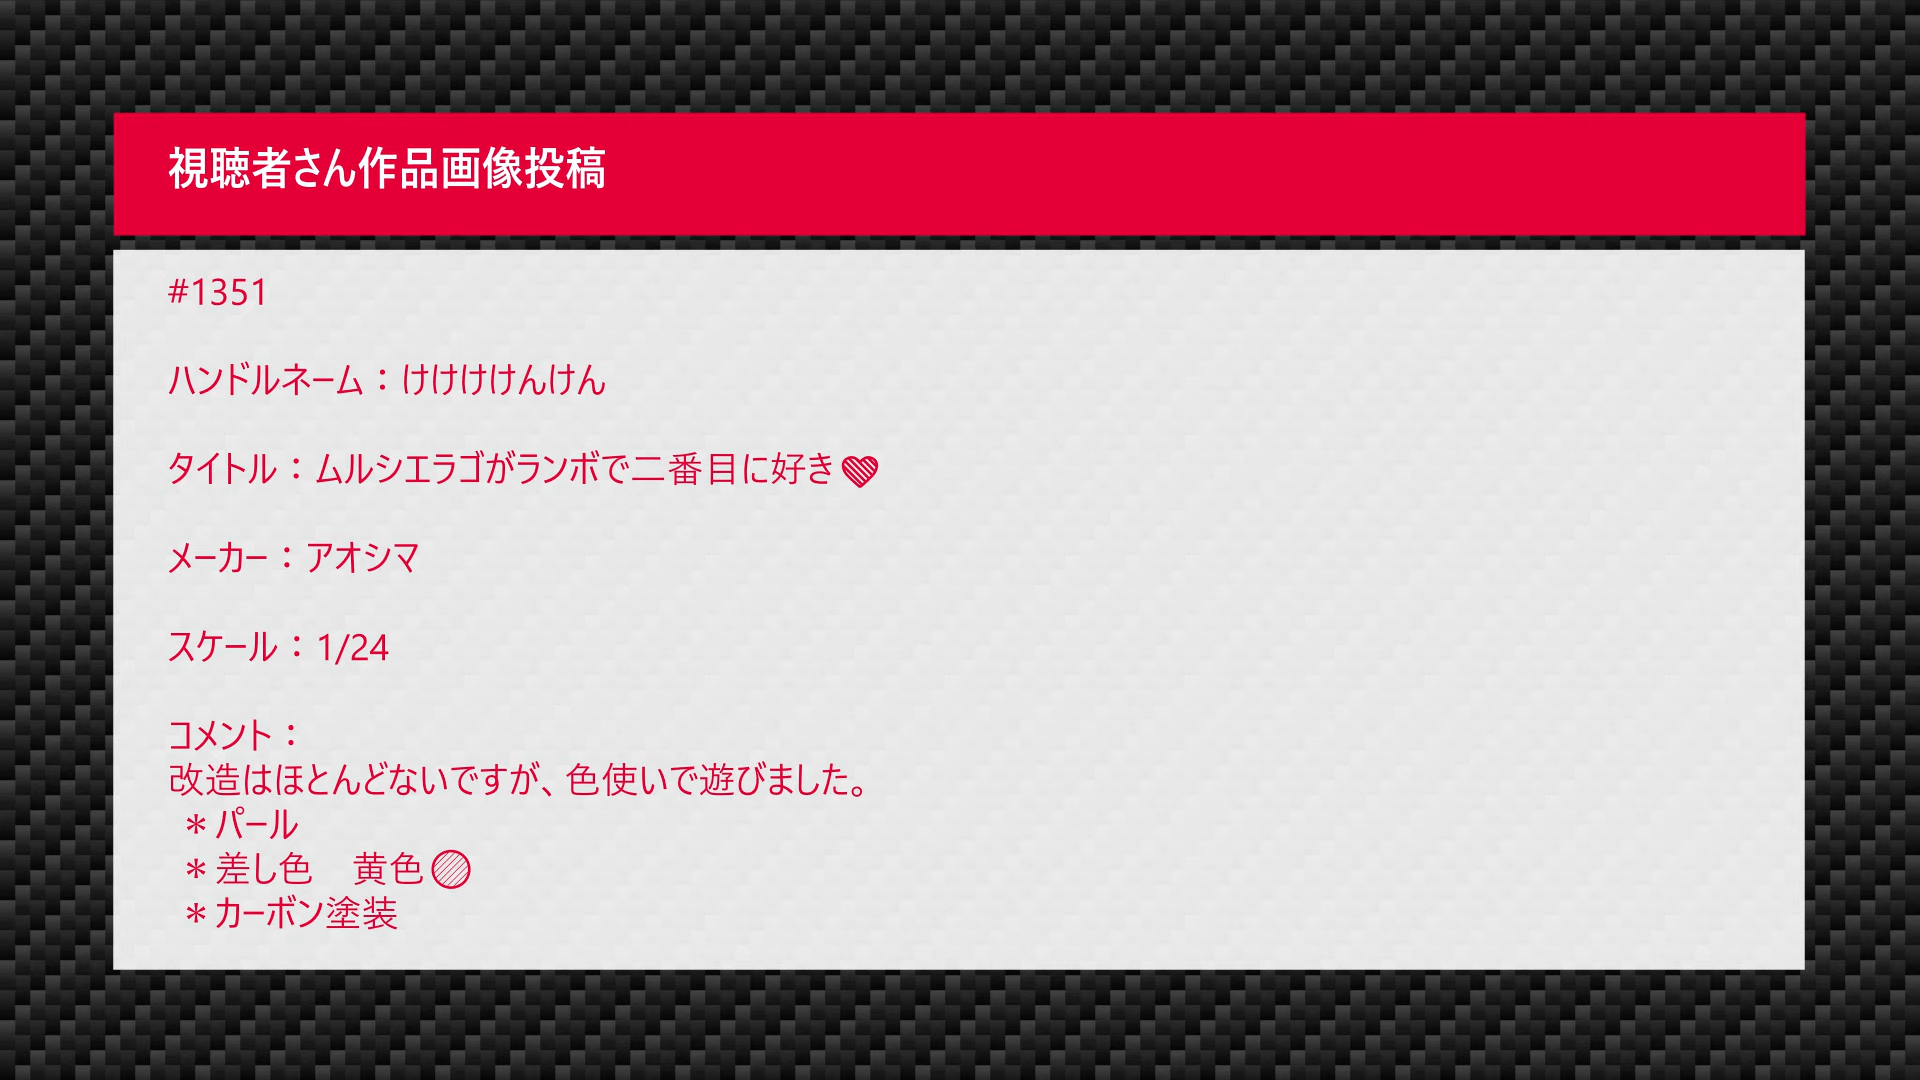 視聴者さん作品画像投稿
#1351
ハンドルネーム：けけけけんけん
タイトル：ムルシエラゴがランボで二番目に好き💛
メーカー：アオシマ
スケール：1/24
コメント：
改造はほとんどないですが、色使いで遊びました。
＊パール
＊差し色　黄色🟡
＊カーボン塗装